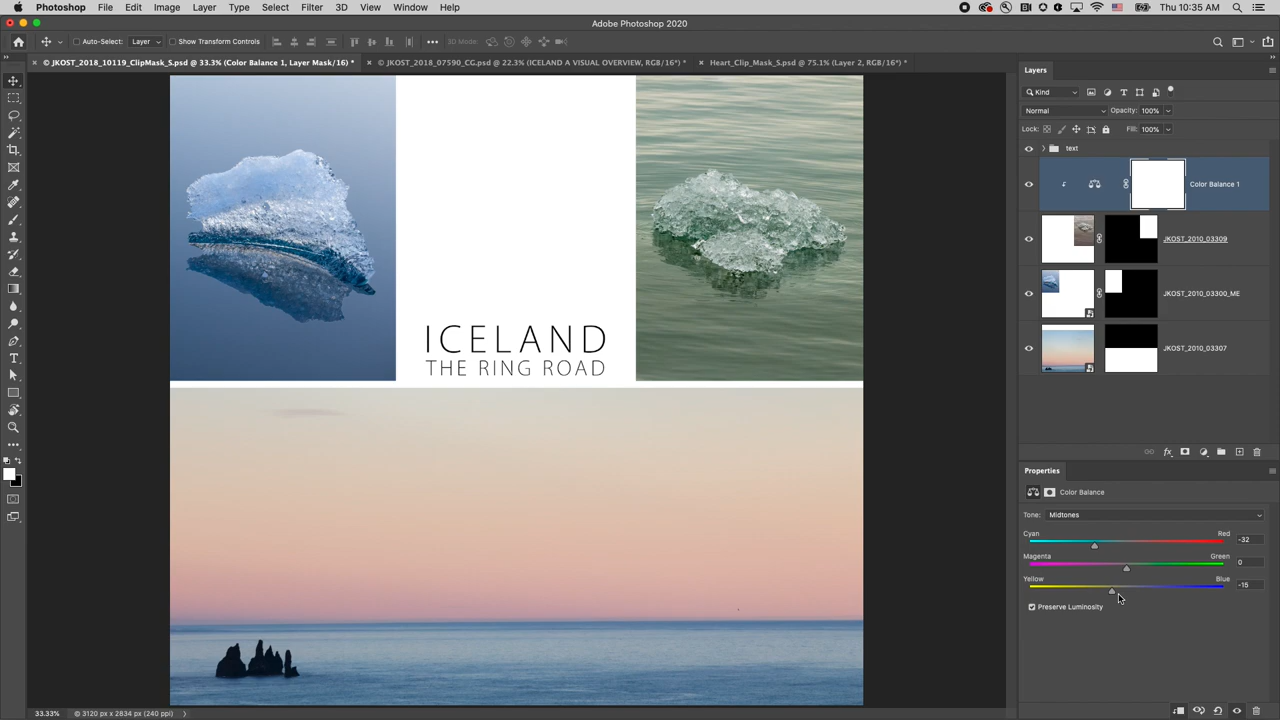 Photoshop File Edit Image Layer Type Select Filter 3D View Window Help
Thu 10:35 AM
Adobe Photoshop 2020
Auto-Select: Layer Show Transform Controls 3D Mode:
© JKOST_2018_10119_ClipMask_S.psd @ 33.3% (Color Balance 1, Layer Mask/16) *
© JKOST_2018_07590_CG.psd @ 22.3% (ICELAND A VISUAL OVERVIEW, RGB/16*) *
Heart_Clip_Mask_S.psd @ 75.1% (Layer 2, RGB/16*) *
ICELAND
THE RING ROAD
33.33% © 3120 px x 2834 px (240 ppi)
Layers
Kind
Normal Opacity: 100%
Lock: Fill: 100%
text
Color Balance 1
JKOST_2010_03309
JKOST_2010_03300_ME
JKOST_2010_03307
Properties
Color Balance
Tone: Midtones
Cyan Red -32
Magenta Green 0
Yellow Blue -15
Preserve Luminosity